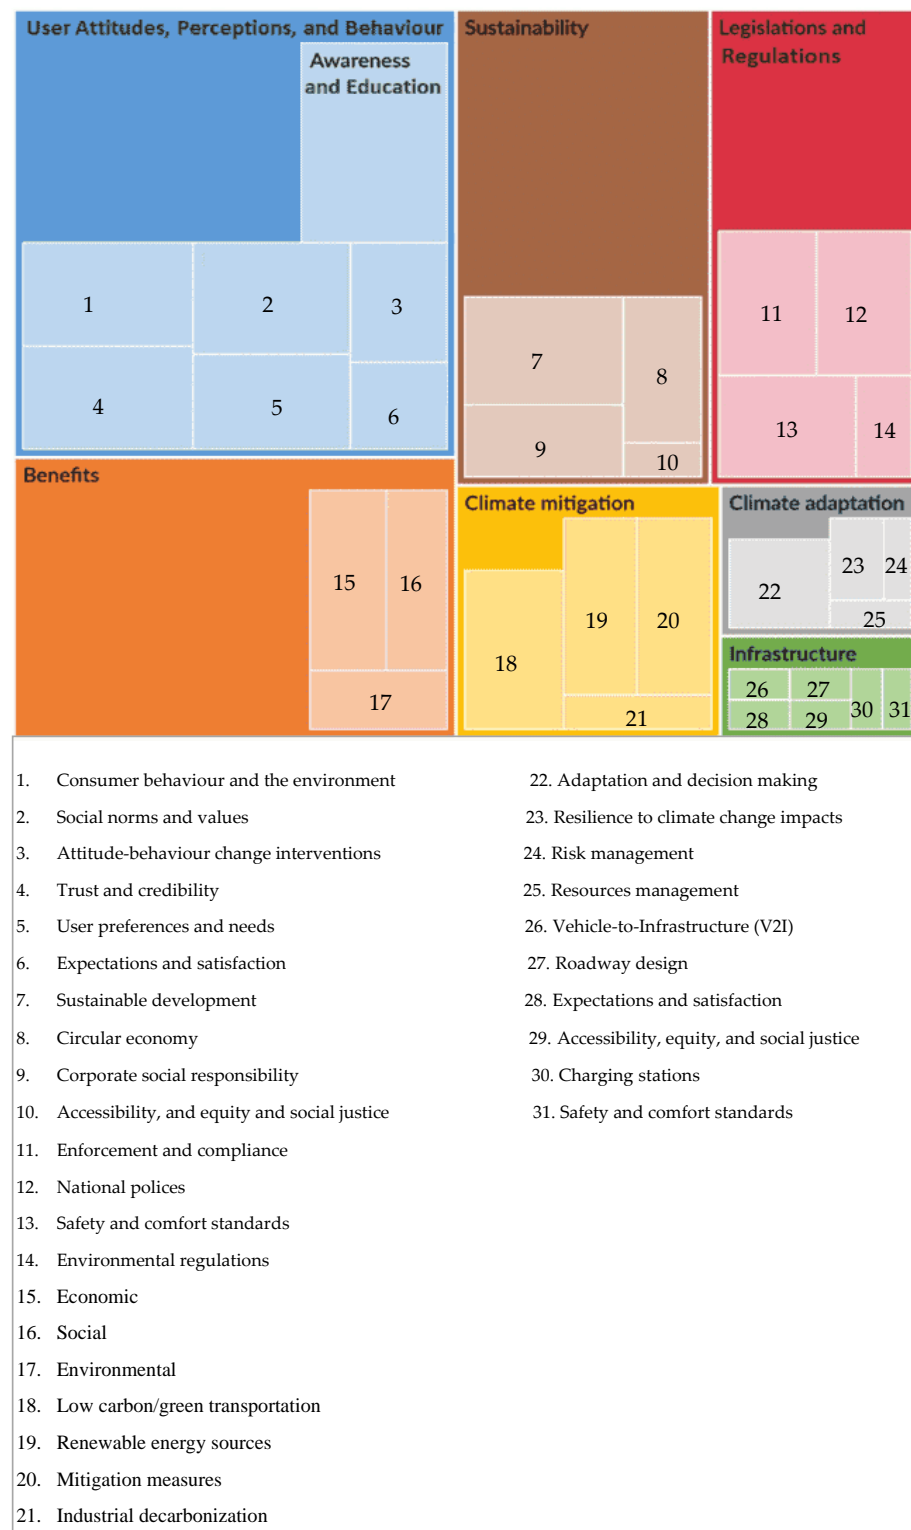 User Attitudes, Perceptions, and Behaviour
Awareness
and Education
1
2
3
4
5
6
Sustainability
7
8
9
10
Legislations and
Regulations
11
12
13
14
Benefits
15
16
17
Climate mitigation
18
19
20
21
Climate adaptation
22
23
24
25
Infrastructure
26
27
28
29
30
31
1. Consumer behaviour and the environment
2. Social norms and values
3. Attitude-behaviour change interventions
4. Trust and credibility
5. User preferences and needs
6. Expectations and satisfaction
7. Sustainable development
8. Circular economy
9. Corporate social responsibility
10. Accessibility, and equity and social justice
11. Enforcement and compliance
12. National polices
13. Safety and comfort standards
14. Environmental regulations
15. Economic
16. Social
17. Environmental
18. Low carbon/green transportation
19. Renewable energy sources
20. Mitigation measures
21. Industrial decarbonization
22. Adaptation and decision making
23. Resilience to climate change impacts
24. Risk management
25. Resources management
26. Vehicle-to-Infrastructure (V2I)
27. Roadway design
28. Expectations and satisfaction
29. Accessibility, equity, and social justice
30. Charging stations
31. Safety and comfort standards